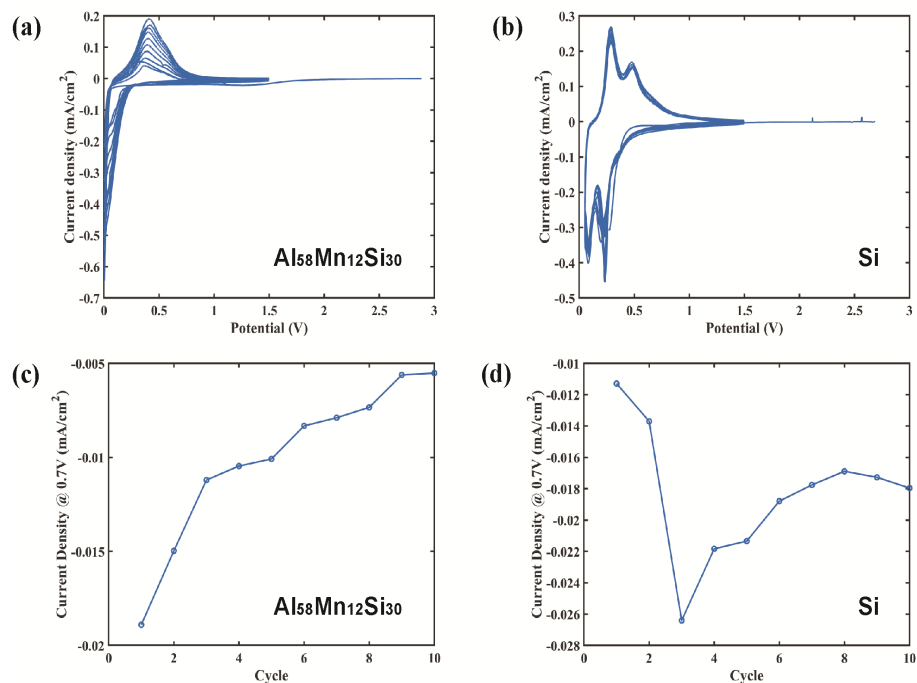 (a)
0.2
0.1
0
-0.1
-0.2
-0.3
-0.4
-0.5
-0.6
-0.7
Current density (mA/cm²)
Al₅₈Mn₁₂Si₃₀
0 0.5 1 1.5 2 2.5 3
Potential (V)
(b)
0.3
0.2
0.1
0
-0.1
-0.2
-0.3
-0.4
-0.5
Current density (mA/cm²)
Si
0 0.5 1 1.5 2 2.5 3
Potential (V)
(c)
-0.005
-0.01
-0.015
-0.02
Current Density @ 0.7V (mA/cm²)
Al₅₈Mn₁₂Si₃₀
0 2 4 6 8 10
Cycle
(d)
-0.01
-0.012
-0.014
-0.016
-0.018
-0.02
-0.022
-0.024
-0.026
-0.028
Current Density @ 0.7V (mA/cm²)
Si
0 2 4 6 8 10
Cycle